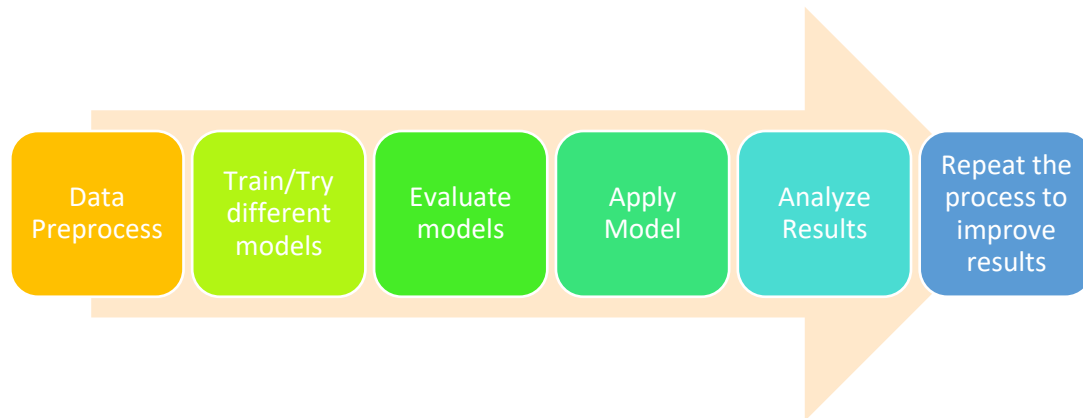 Data
Preprocess
Train/Try
different
models
Evaluate
models
Apply
Model
Analyze
Results
Repeat the
process to
improve
results